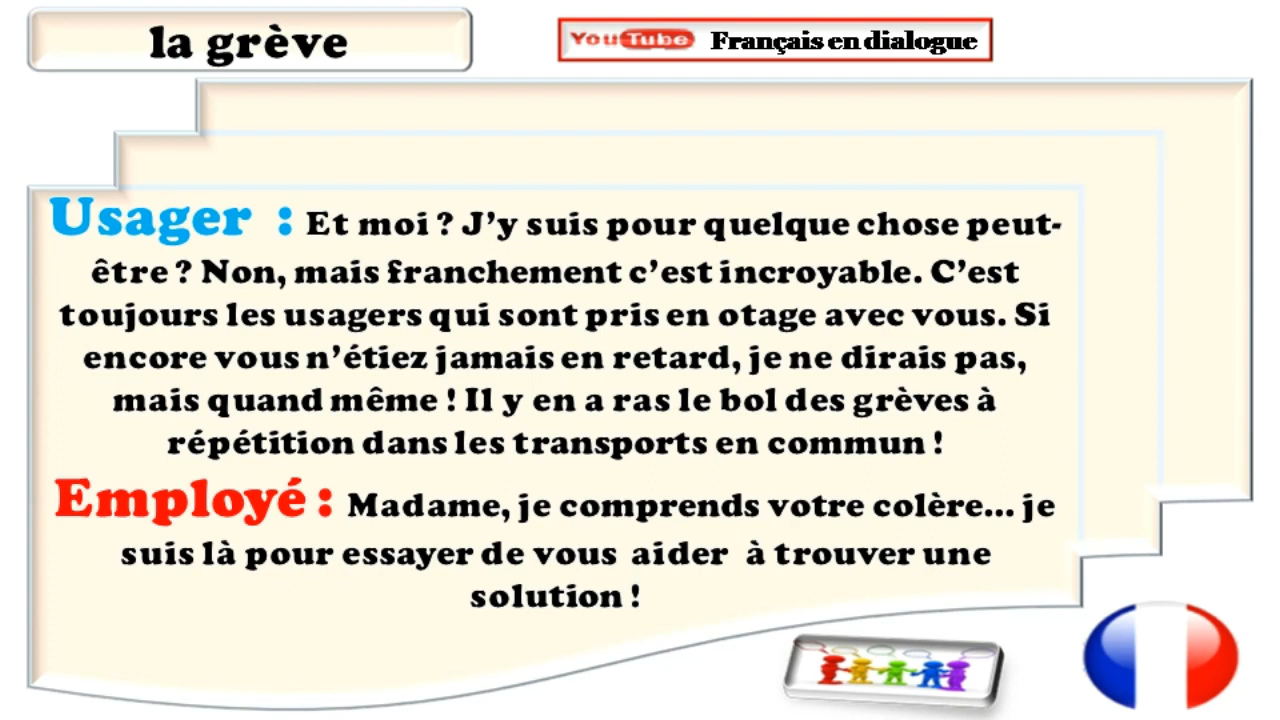 la grève
YouTube Français en dialogue
Usager : Et moi ? J’y suis pour quelque chose peut-
être ? Non, mais franchement c’est incroyable. C’est
toujours les usagers qui sont pris en otage avec vous. Si
encore vous n’étiez jamais en retard, je ne dirais pas,
mais quand même ! Il y en a ras le bol des grèves à
répétition dans les transports en commun !
Employé : Madame, je comprends votre colère... je
suis là pour essayer de vous aider à trouver une
solution !